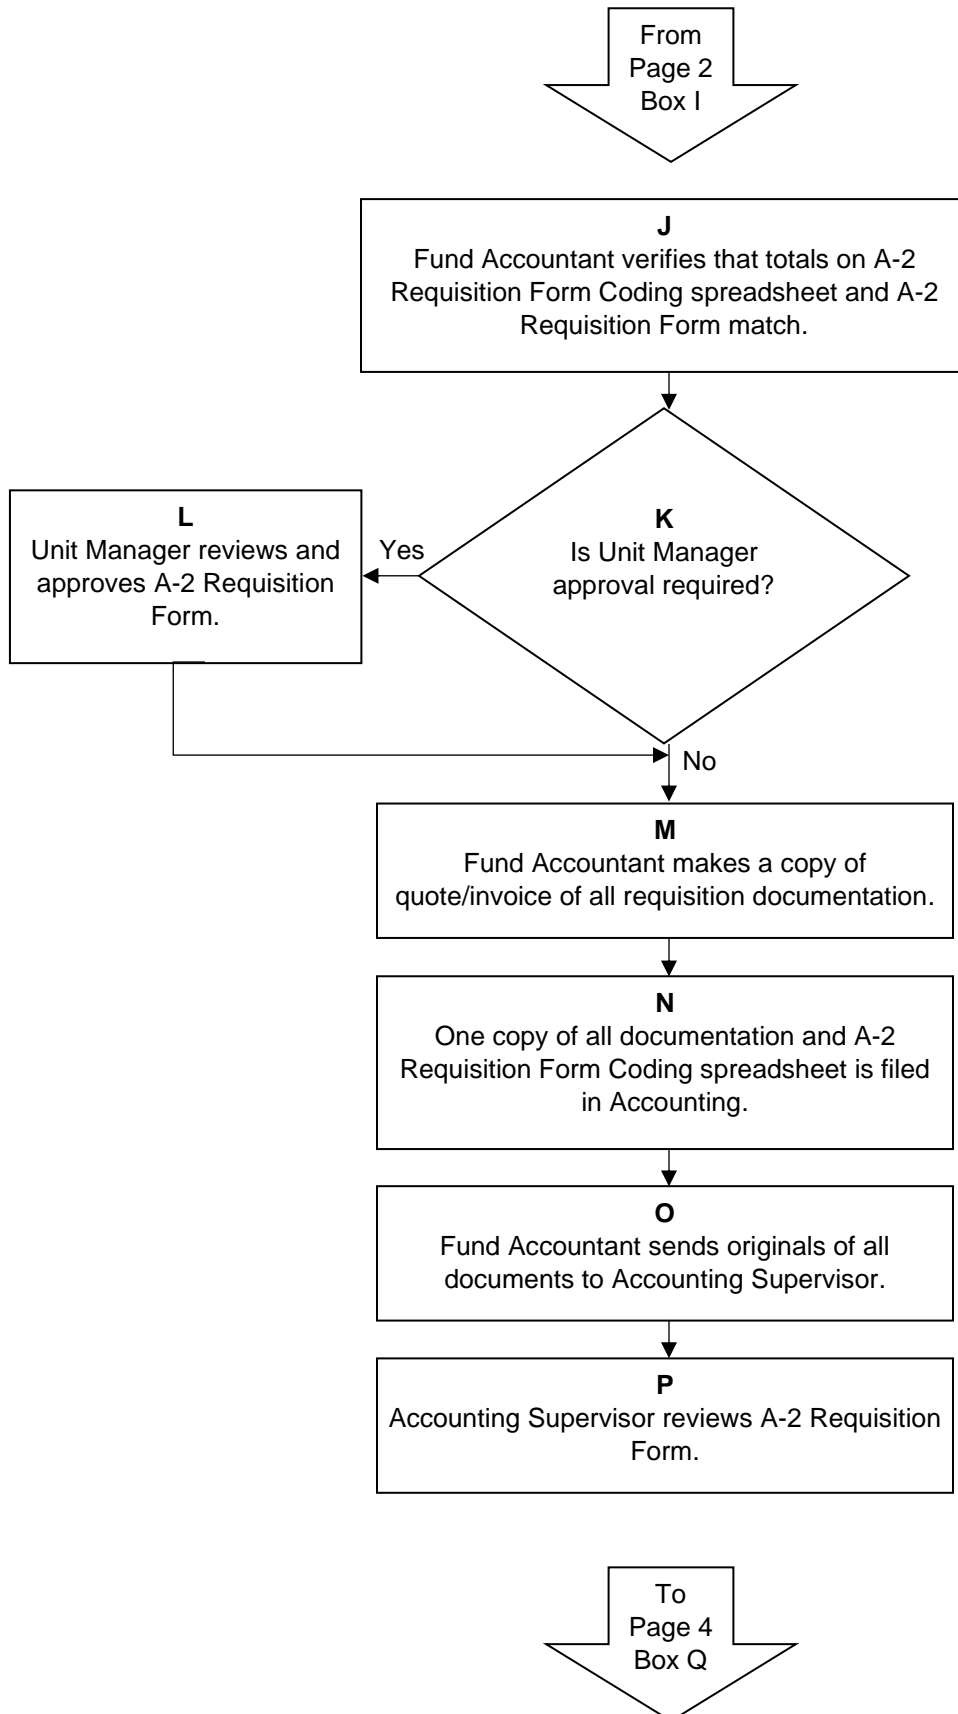 From
Page 2
Box I
J
Fund Accountant verifies that totals on A-2
Requisition Form Coding spreadsheet and A-2
Requisition Form match.
K
Is Unit Manager
approval required?
Yes
L
Unit Manager reviews and
approves A-2 Requisition
Form.
No
M
Fund Accountant makes a copy of
quote/invoice of all requisition documentation.
N
One copy of all documentation and A-2
Requisition Form Coding spreadsheet is filed
in Accounting.
O
Fund Accountant sends originals of all
documents to Accounting Supervisor.
P
Accounting Supervisor reviews A-2 Requisition
Form.
To
Page 4
Box Q